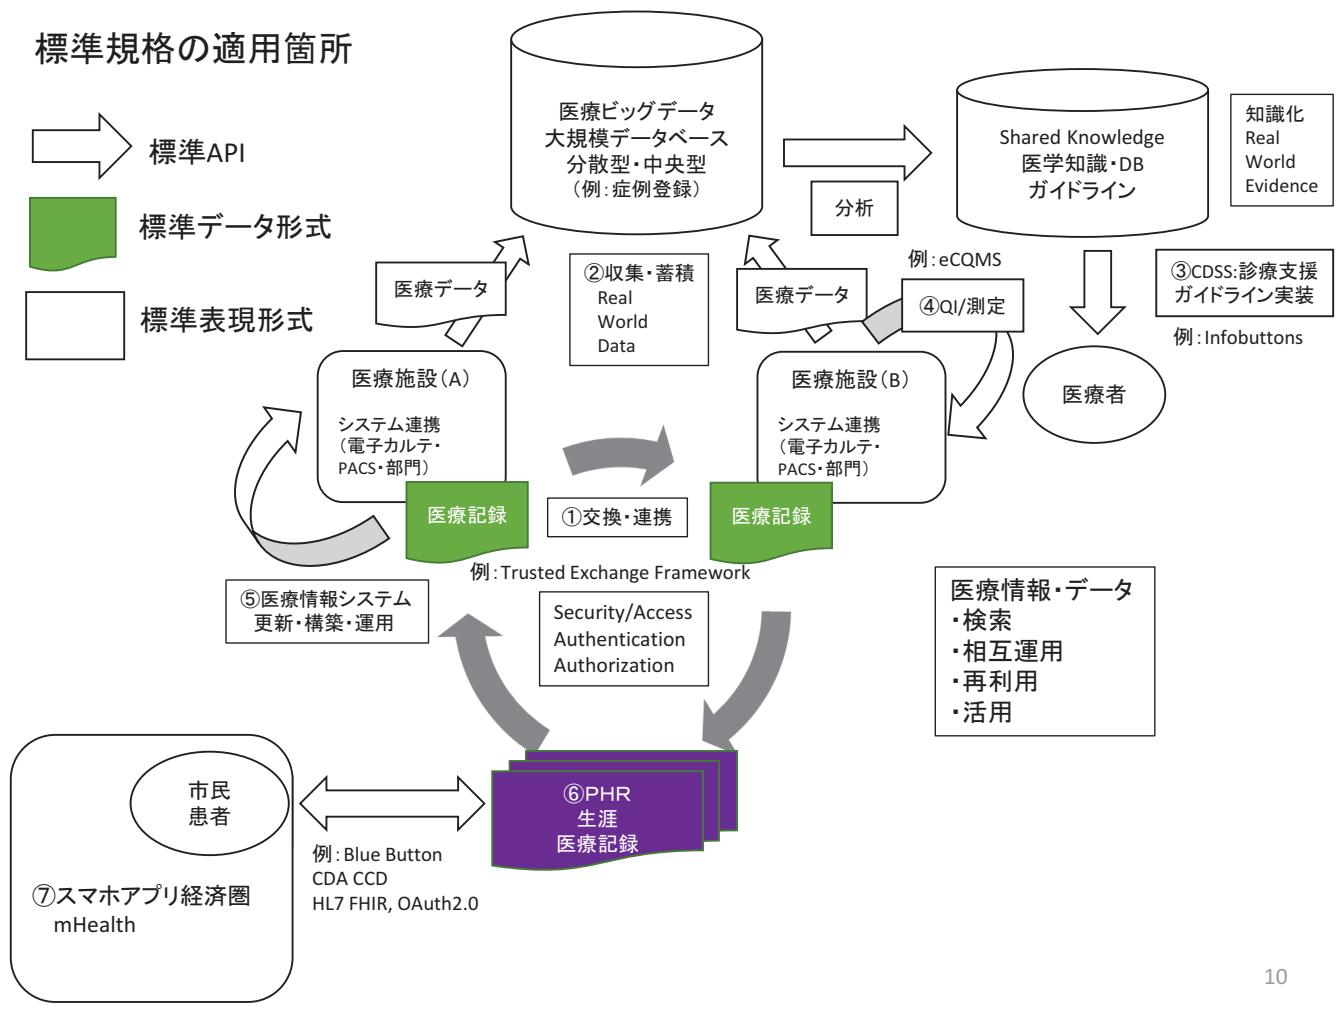 標準規格の適用箇所
標準API
標準データ形式
標準表現形式
医療ビッグデータ
大規模データベース
分散型・中央型
（例：症例登録）
分析
Shared Knowledge
医学知識・DB
ガイドライン
知識化
Real
World
Evidence
医療データ
②収集・蓄積
Real
World
Data
医療データ
例：eCQMS
④QI/測定
③CDSS:診療支援
ガイドライン実装
例：Infobuttons
医療者
医療施設（A）
システム連携
（電子カルテ・
PACS・部門）
医療記録
①交換・連携
例：Trusted Exchange Framework
医療施設（B）
システム連携
（電子カルテ・
PACS・部門）
医療記録
⑤医療情報システム
更新・構築・運用
Security/Access
Authentication
Authorization
医療情報・データ
・検索
・相互運用
・再利用
・活用
市民
患者
⑦スマホアプリ経済圏
mHealth
例：Blue Button
CDA CCD
HL7 FHIR, OAuth2.0
⑥PHR
生涯
医療記録
10